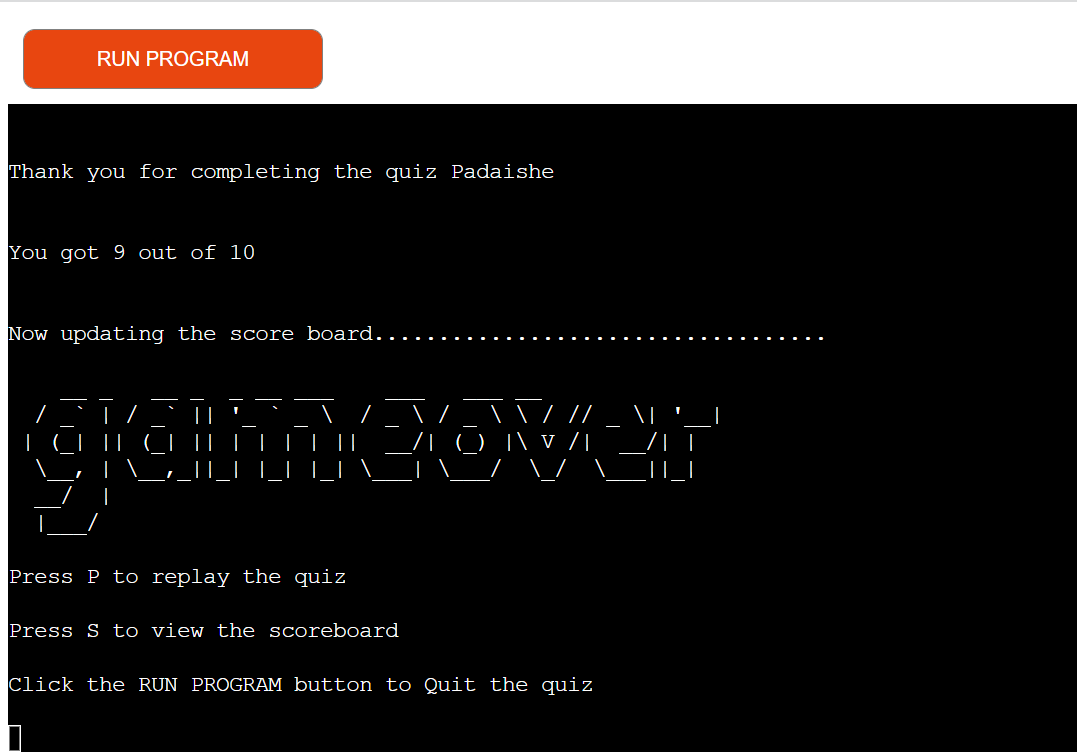 RUN PROGRAM
Thank you for completing the quiz Padaishe
You got 9 out of 10
Now updating the score board...................................
gameover
Press P to replay the quiz
Press S to view the scoreboard
Click the RUN PROGRAM button to Quit the quiz